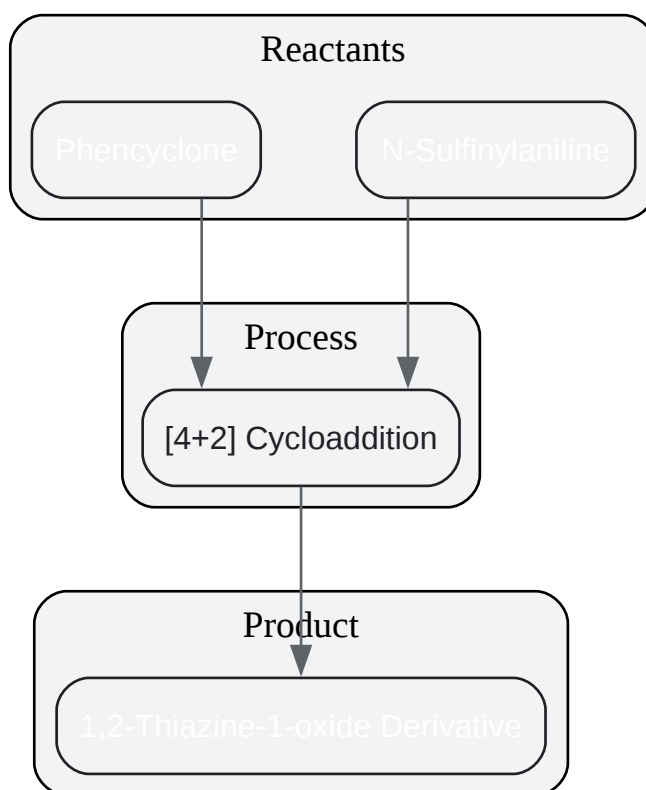 Reactants
Phencyclone
N-Sulfinylaniline
Process
[4+2] Cycloaddition
Product
1,2-Thiazine-1-oxide Derivative